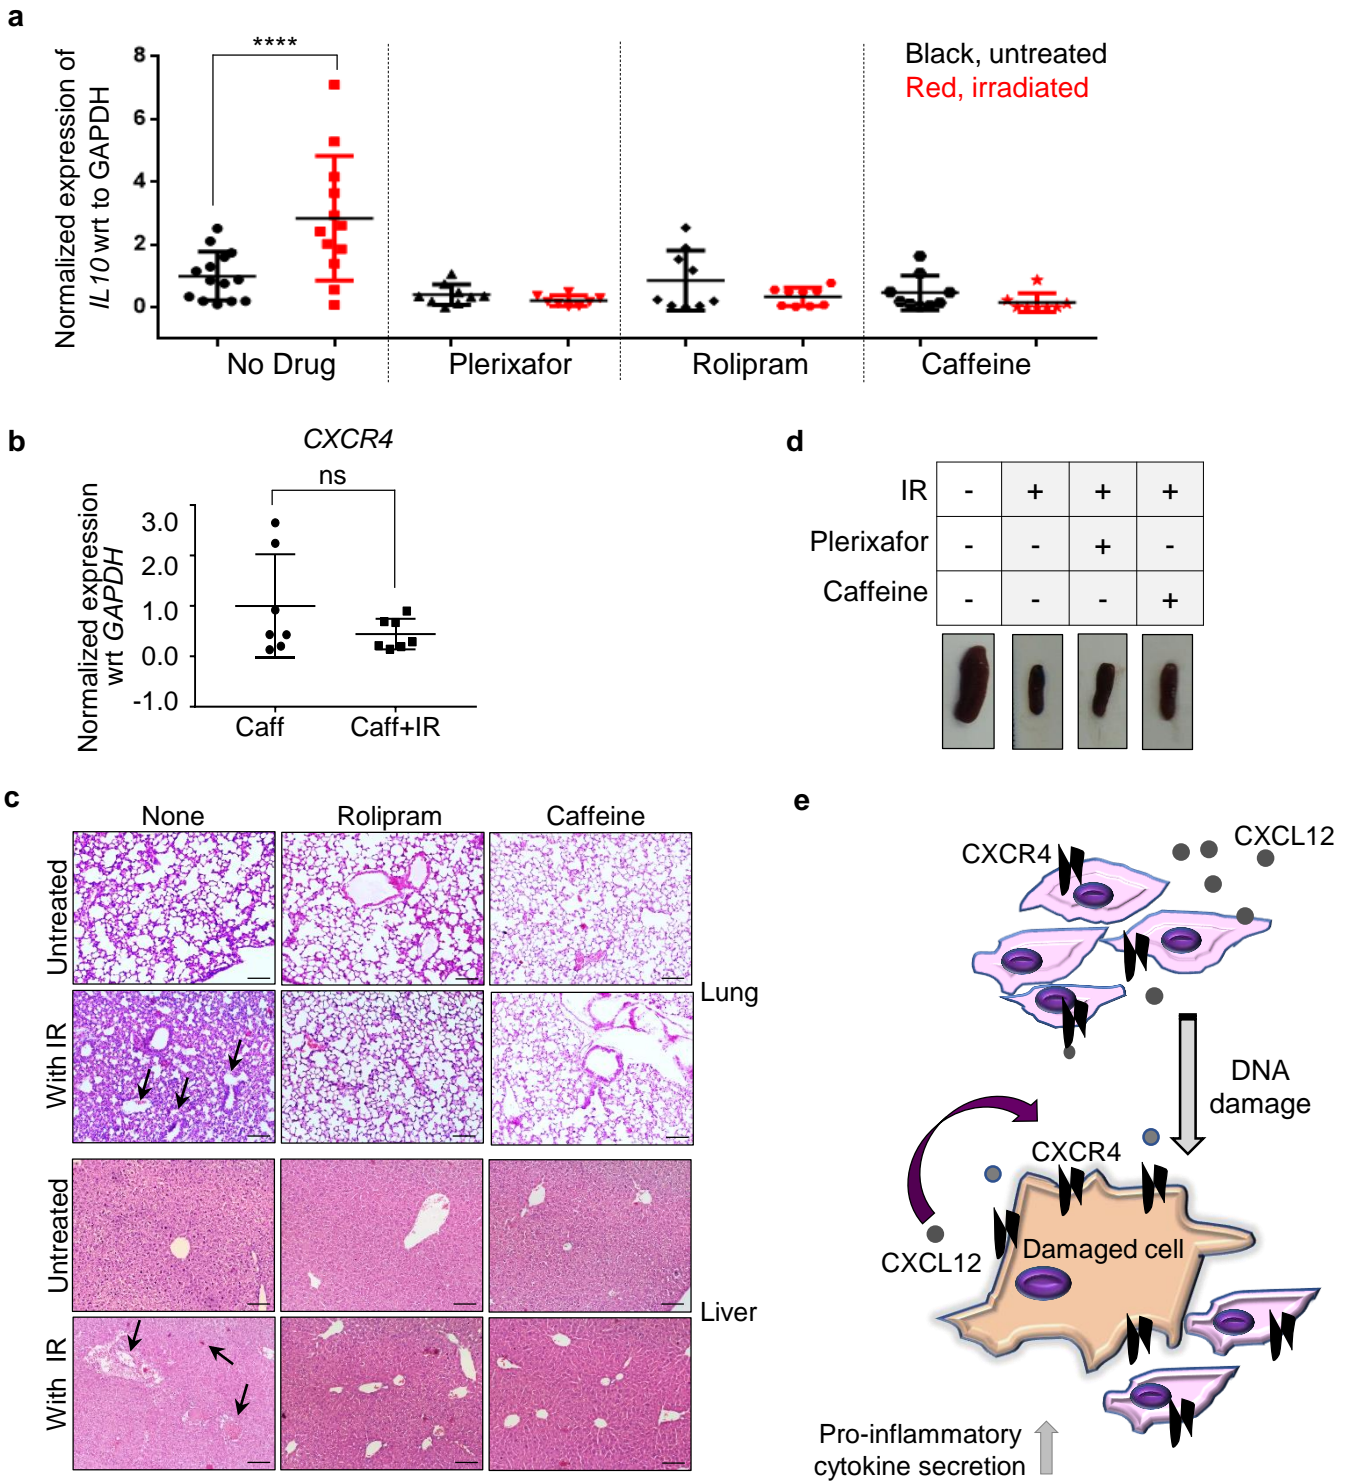 a
Normalized expression of
IL10 wrt to GAPDH
8
6
4
2
0
****
Black, untreated
Red, irradiated
No Drug
Plerixafor
Rolipram
Caffeine
b
CXCR4
ns
Normalized expression
wrt GAPDH
3.0
2.0
1.0
0.0
-1.0
Caff
Caff+IR
d
IR - + + +
Plerixafor - - + -
Caffeine - - - +
c
None
Rolipram
Caffeine
Untreated
With IR
Lung
Untreated
With IR
Liver
e
CXCR4
CXCL12
DNA
damage
CXCR4
CXCL12
Damaged cell
Pro-inflammatory
cytokine secretion